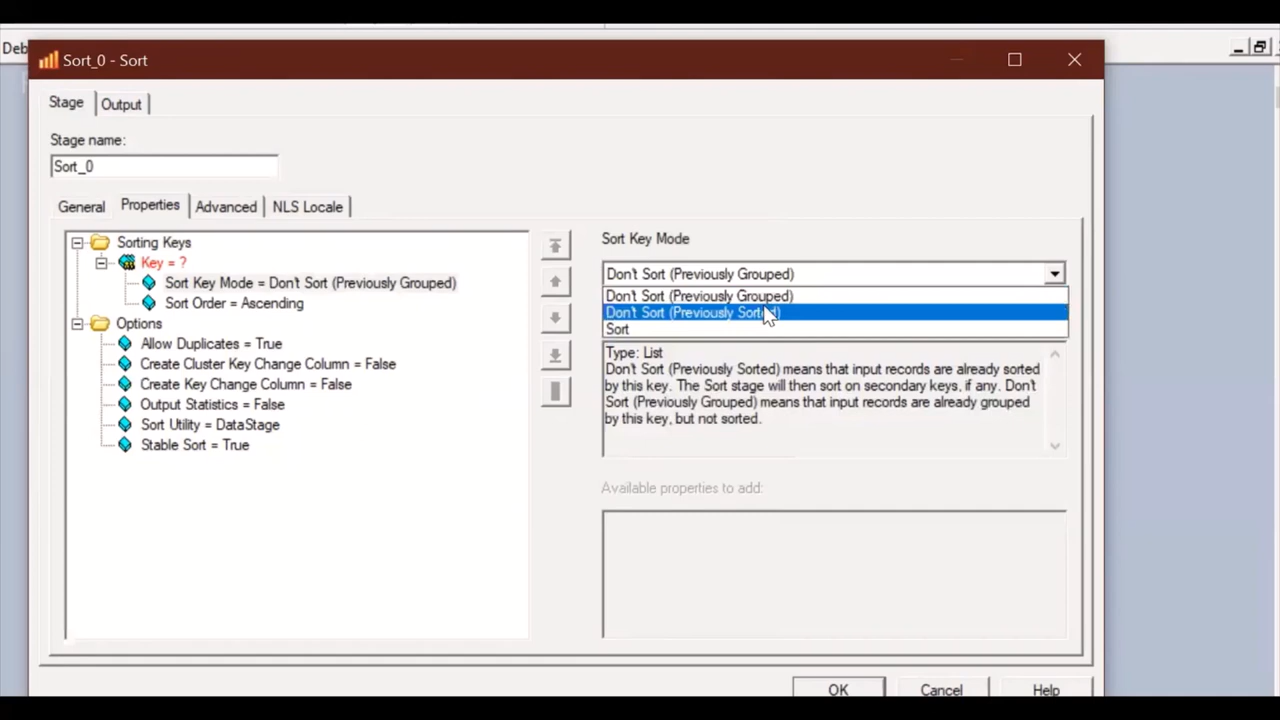 Deb
Sort_0 - Sort
Stage
Output
Stage name:
Sort_0
General
Properties
Advanced
NLS Locale
Sorting Keys
Key = ?
Sort Key Mode = Don't Sort (Previously Grouped)
Sort Order = Ascending
Options
Allow Duplicates = True
Create Cluster Key Change Column = False
Create Key Change Column = False
Output Statistics = False
Sort Utility = DataStage
Stable Sort = True
Sort Key Mode
Don't Sort (Previously Grouped)
Don't Sort (Previously Grouped)
Don't Sort (Previously Sorted)
Sort
Type: List
Don't Sort (Previously Sorted) means that input records are already sorted
by this key. The Sort stage will then sort on secondary keys, if any. Don't
Sort (Previously Grouped) means that input records are already grouped
by this key, but not sorted.
Available properties to add:
OK
Cancel
Help